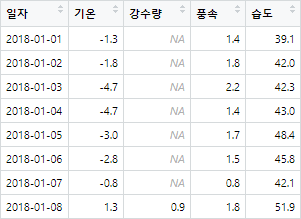 일자 기온 강수량 풍속 습도
2018-01-01 -1.3 NA 1.4 39.1
2018-01-02 -1.8 NA 1.8 42.0
2018-01-03 -4.7 NA 2.2 42.3
2018-01-04 -4.7 NA 1.4 43.0
2018-01-05 -3.0 NA 1.7 48.4
2018-01-06 -2.8 NA 1.5 45.8
2018-01-07 -0.8 NA 0.8 42.1
2018-01-08 1.3 0.9 1.8 51.9